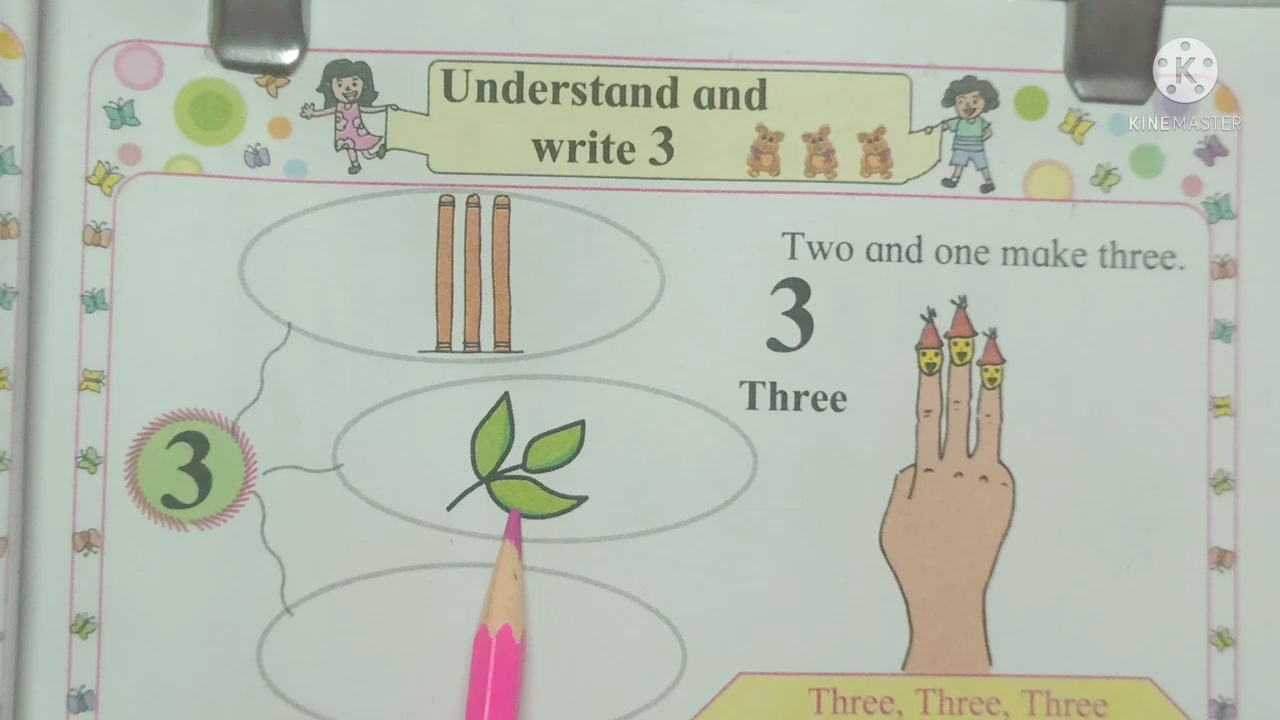 Understand and
write 3
K
KINEMASTER
Two and one make three.
3
Three
3
Three, Three, Three